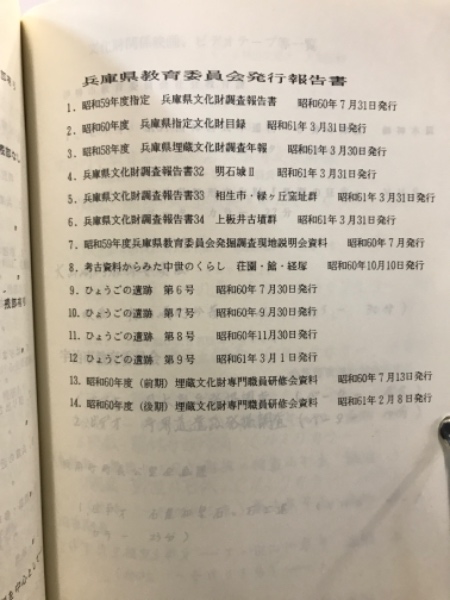 兵庫県教育委員会発行報告書
1．昭和59年度指定　兵庫県文化財調査報告書　昭和60年7月31日発行
2．昭和60年度　兵庫県指定文化財目録　昭和61年3月31日発行
3．昭和58年度　兵庫県埋蔵文化財調査年報　昭和61年3月30日発行
4．兵庫県文化財調査報告書32　明石城Ⅱ　昭和61年3月31日発行
5．兵庫県文化財調査報告書33　相生市・緑ヶ丘窯址群　昭和61年3月31日発行
6．兵庫県文化財調査報告書34　上板井古墳群　昭和61年3月31日発行
7．昭和59年度兵庫県教育委員会発掘調査現地説明会資料　昭和60年7月発行
8．考古資料からみた中世のくらし　荘園・館・経塚　昭和60年10月10日発行
9．ひょうごの遺跡　第6号　昭和60年7月30日発行
10．ひょうごの遺跡　第7号　昭和60年9月30日発行
11．ひょうごの遺跡　第8号　昭和60年11月30日発行
12　ひょうごの遺跡　第9号　昭和61年3月1日発行
13．昭和60年度（前期）埋蔵文化財専門職員研修会資料　昭和60年7月13日発行
14．昭和60年度（後期）埋蔵文化財専門職員研修会資料　昭和61年2月8日発行